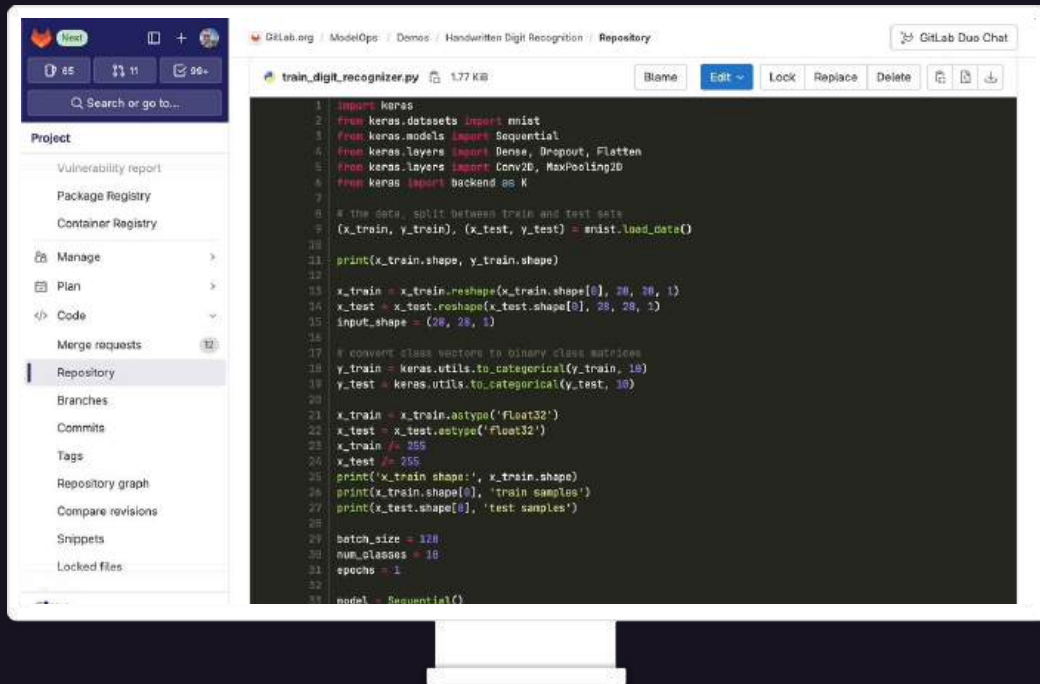 Next
GitLab.org / ModelOps / Demos / Handwritten Digit Recognition / Repository
GitLab Duo Chat
65
11
99+
Search or go to...
Project
Vulnerability report
Package Registry
Container Registry
Manage
Plan
Code
Merge requests 12
Repository
Branches
Commits
Tags
Repository graph
Compare revisions
Snippets
Locked files
train_digit_recognizer.py 1.77 KiB
Blame Edit Lock Replace Delete
1 import keras
2 from keras.datasets import mnist
3 from keras.models import Sequential
4 from keras.layers import Dense, Dropout, Flatten
5 from keras.layers import Conv2D, MaxPooling2D
6 from keras import backend as K
7
8 # the data, split between train and test sets
9 (x_train, y_train), (x_test, y_test) = mnist.load_data()
10
11 print(x_train.shape, y_train.shape)
12
13 x_train = x_train.reshape(x_train.shape[0], 28, 28, 1)
14 x_test = x_test.reshape(x_test.shape[0], 28, 28, 1)
15 input_shape = (28, 28, 1)
16
17 # convert class vectors to binary class matrices
18 y_train = keras.utils.to_categorical(y_train, 10)
19 y_test = keras.utils.to_categorical(y_test, 10)
20
21 x_train = x_train.astype('float32')
22 x_test = x_test.astype('float32')
23 x_train /= 255
24 x_test /= 255
25 print('x_train shape:', x_train.shape)
26 print(x_train.shape[0], 'train samples')
27 print(x_test.shape[0], 'test samples')
28
29 batch_size = 128
30 num_classes = 10
31 epochs = 1
32
33 model = Sequential()